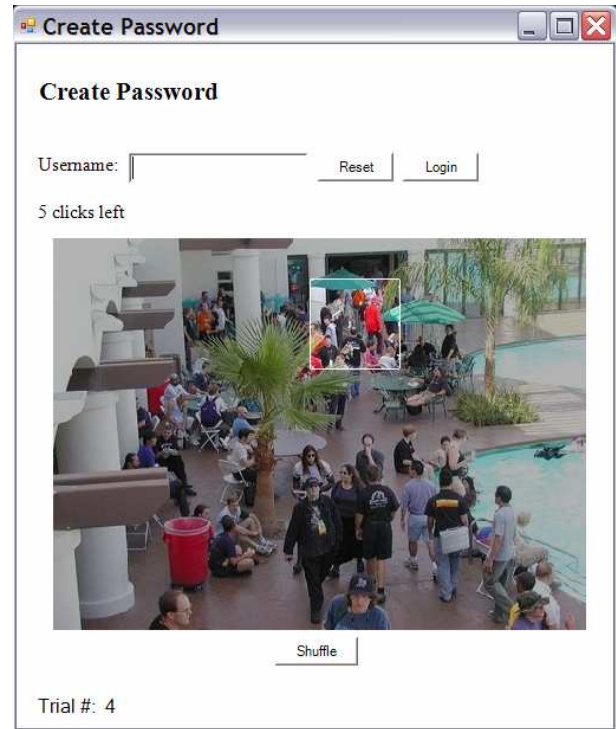 Create Password
Create Password
Username: Reset Login
5 clicks left
Shuffle
Trial #: 4